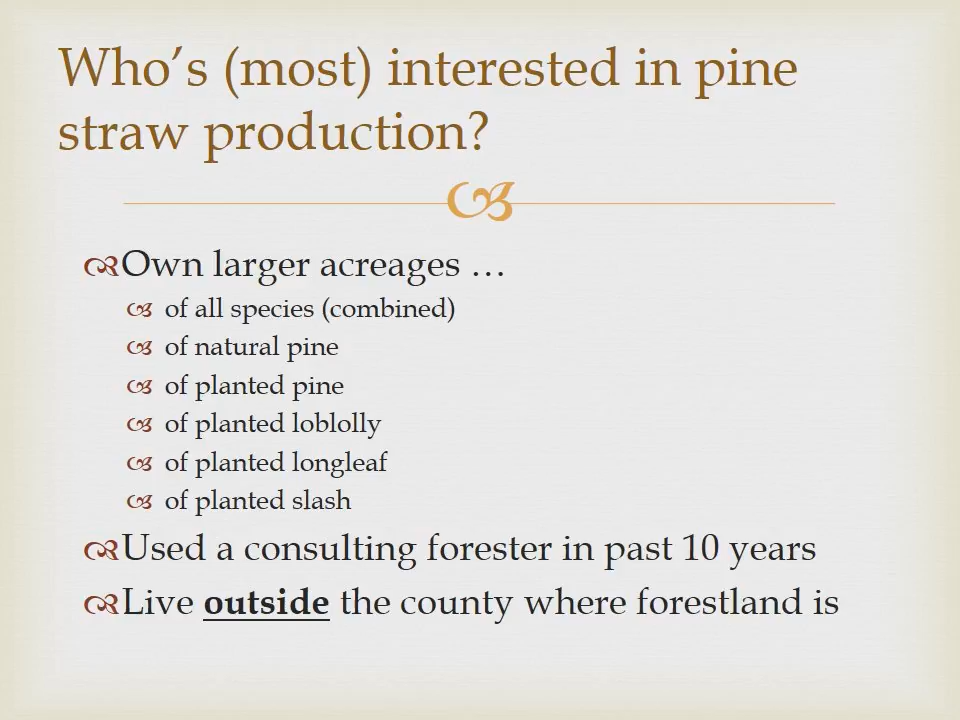 Who’s (most) interested in pine
straw production?
Own larger acreages …
of all species (combined)
of natural pine
of planted pine
of planted loblolly
of planted longleaf
of planted slash
Used a consulting forester in past 10 years
Live outside the county where forestland is